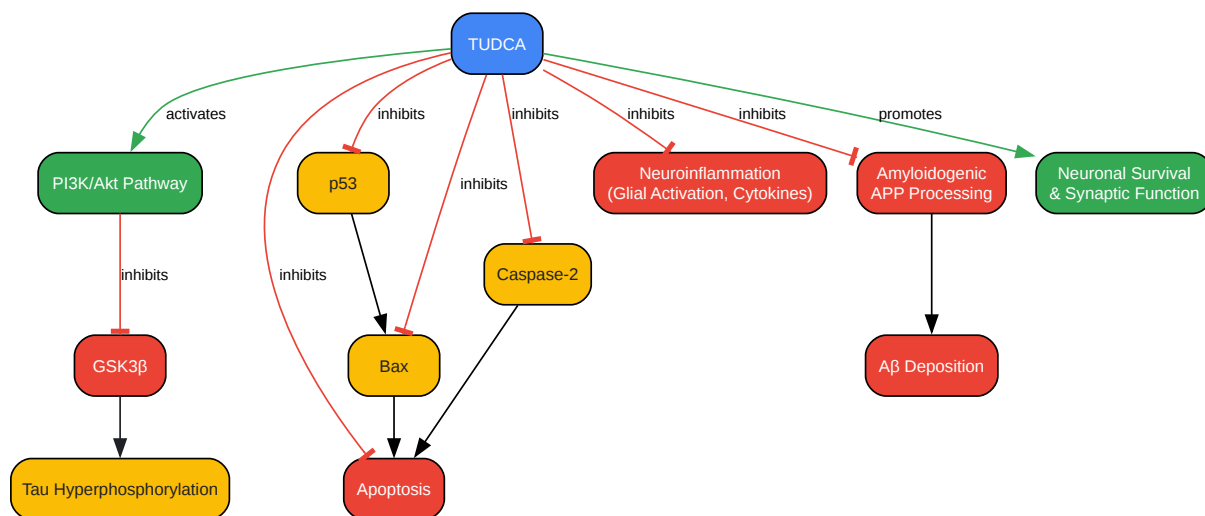 TUDCA
activates
inhibits
inhibits
inhibits
inhibits
promotes
PI3K/Akt Pathway
p53
inhibits
Neuroinflammation
(Glial Activation, Cytokines)
Amyloidogenic
APP Processing
Neuronal Survival
& Synaptic Function
inhibits
inhibits
Caspase-2
GSK3β
Bax
Aβ Deposition
Tau Hyperphosphorylation
Apoptosis